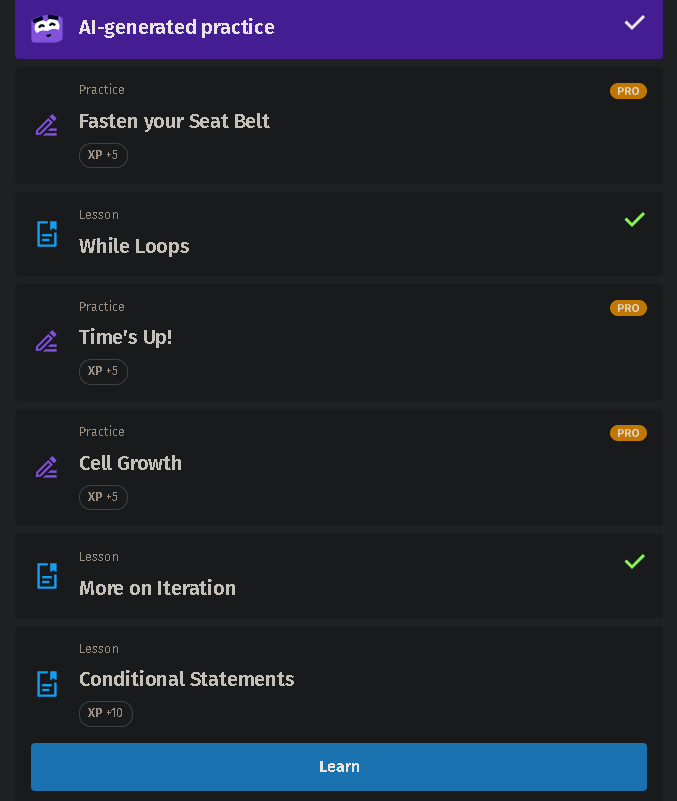 AI-generated practice
Practice
PRO
Fasten your Seat Belt
XP +5
Lesson
While Loops
Practice
PRO
Time's Up!
XP +5
Practice
PRO
Cell Growth
XP +5
Lesson
More on Iteration
Lesson
Conditional Statements
XP +10
Learn